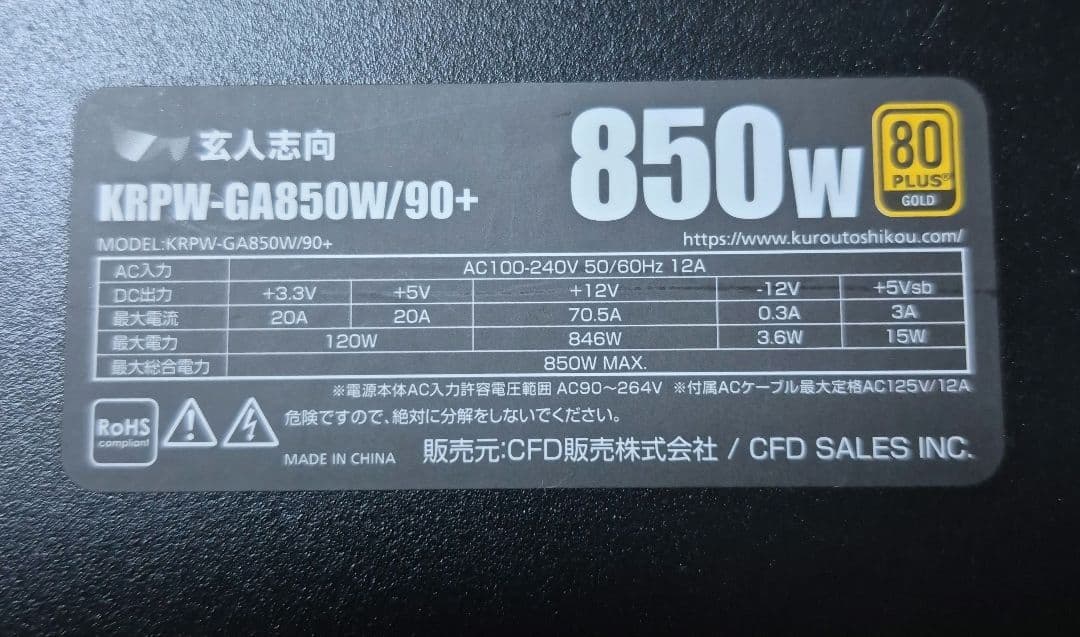 玄人志向
850W
80 PLUS® GOLD
KRPW-GA850W/90+
MODEL:KRPW-GA850W/90+
https://www.kuroutoshikou.com/
AC入力 AC100-240V 50/60Hz 12A
DC出力 +3.3V +5V +12V -12V +5Vsb
最大電流 20A 20A 70.5A 0.3A 3A
最大電力 120W 846W 3.6W 15W
最大総合電力 850W MAX.
※電源本体AC入力許容電圧範囲 AC90～264V ※付属ACケーブル最大定格AC125V/12A
RoHS
compliant
危険ですので、絶対に分解をしないでください。
MADE IN CHINA
販売元:CFD販売株式会社 / CFD SALES INC.